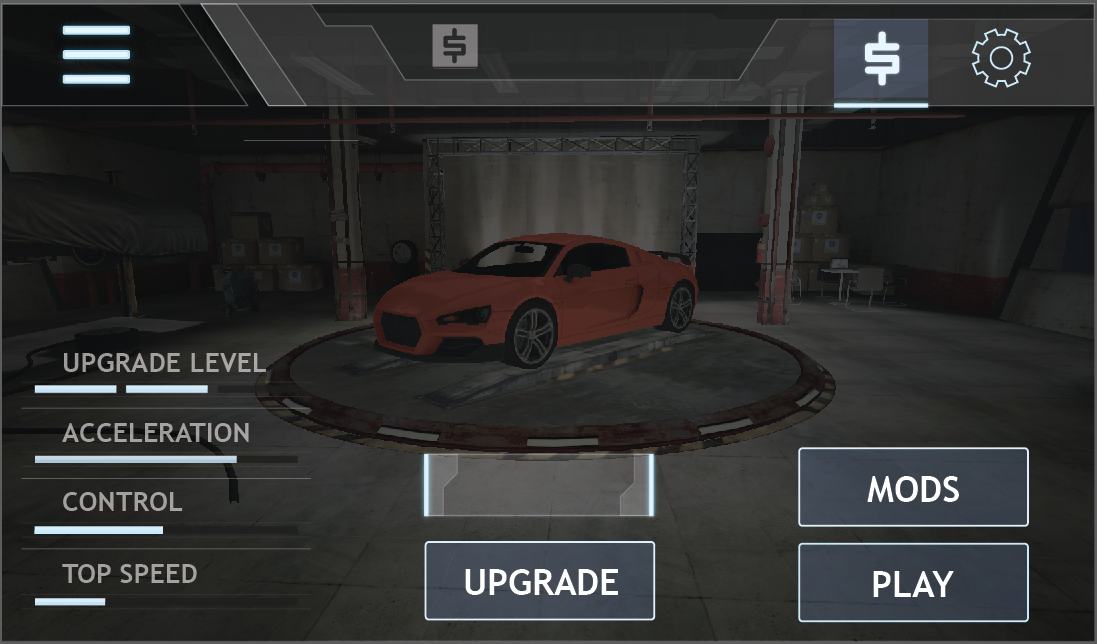 UPGRADE LEVEL
ACCELERATION
CONTROL
TOP SPEED
UPGRADE
MODS
PLAY